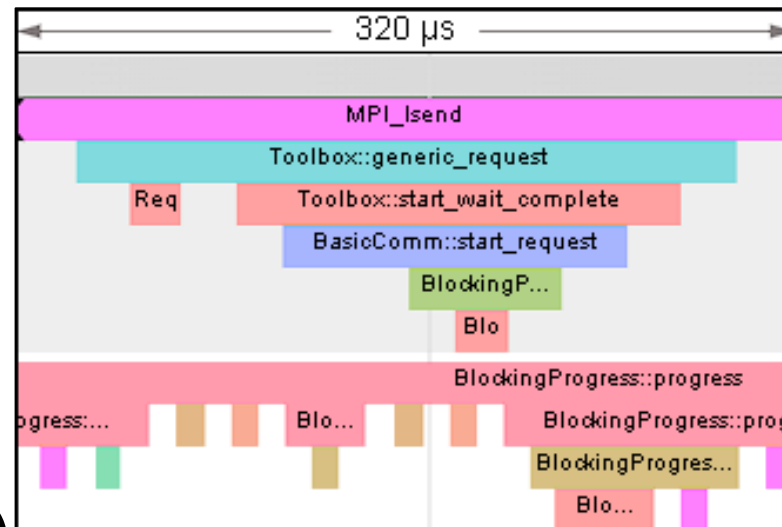 320 µs
MPI_Isend
Toolbox::generic_request
Req Toolbox::start_wait_complete
BasicComm::start_request
BlockingP...
Blo
BlockingProgress::progress
ogress:... Blo... BlockingProgress::prog
BlockingProgres...
Blo...
)